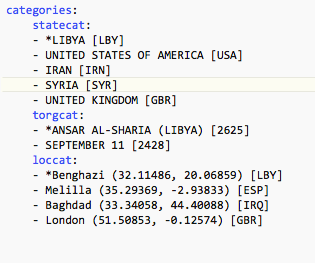 categories:
statecat:
- *LIBYA [LBY]
- UNITED STATES OF AMERICA [USA]
- IRAN [IRN]
- SYRIA [SYR]
- UNITED KINGDOM [GBR]
torgcat:
- *ANSAR AL-SHARIA (LIBYA) [2625]
- SEPTEMBER 11 [2428]
loccat:
- *Benghazi (32.11486, 20.06859) [LBY]
- Melilla (35.29369, -2.93833) [ESP]
- Baghdad (33.34058, 44.40088) [IRQ]
- London (51.50853, -0.12574) [GBR]